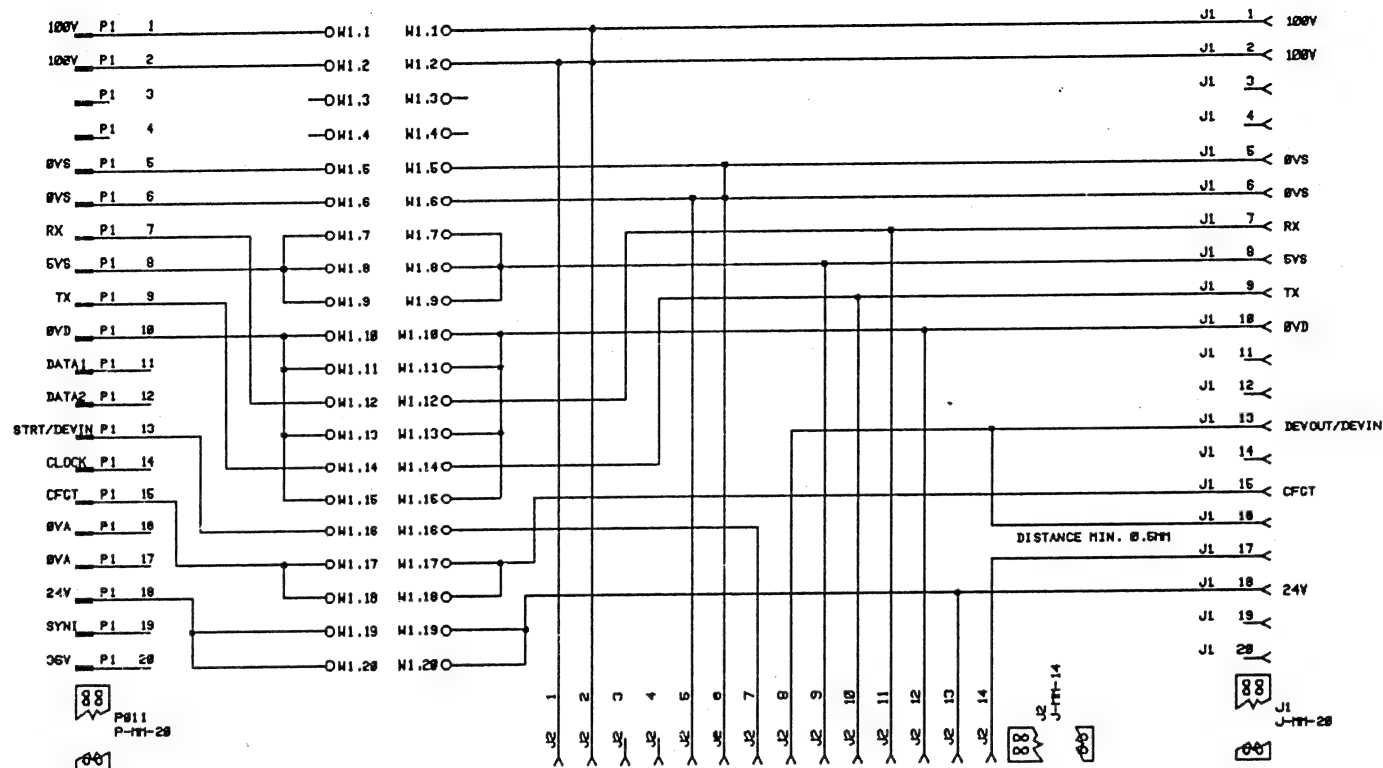 100V P1 1 W1.1 W1.1 J1 1 100V
100V P1 2 W1.2 W1.2 J1 2 100V
P1 3 W1.3 W1.3 J1 3
P1 4 W1.4 W1.4 J1 4
0VS P1 5 W1.5 W1.5 J1 5 0VS
0VS P1 6 W1.6 W1.6 J1 6 0VS
RX P1 7 W1.7 W1.7 J1 7 RX
5VS P1 8 W1.8 W1.8 J1 8 5VS
TX P1 9 W1.9 W1.9 J1 9 TX
0VD P1 10 W1.10 W1.10 J1 10 0VD
DATA1 P1 11 W1.11 W1.11 J1 11
DATA2 P1 12 W1.12 W1.12 J1 12
STRT/DEVIN P1 13 W1.13 W1.13 J1 13 DEVOUT/DEVIN
CLOCK P1 14 W1.14 W1.14 J1 14
CFGT P1 15 W1.15 W1.15 J1 15 CFGT
0VA P1 16 W1.16 W1.16 J1 16
DISTANCE MIN. 0.5MM
0VA P1 17 W1.17 W1.17 J1 17
24V P1 18 W1.18 W1.18 J1 18 24V
SYNI P1 19 W1.19 W1.19 J1 19
36V P1 20 W1.20 W1.20 J1 20
1 2 3 4 5 6 7 8 9 10 11 12 13 14
J2 J2 J2 J2 J2 J2 J2 J2 J2 J2 J2 J2 J2 J2
J2
J-MM-14
P011
P-MM-20
J1
J-MM-20